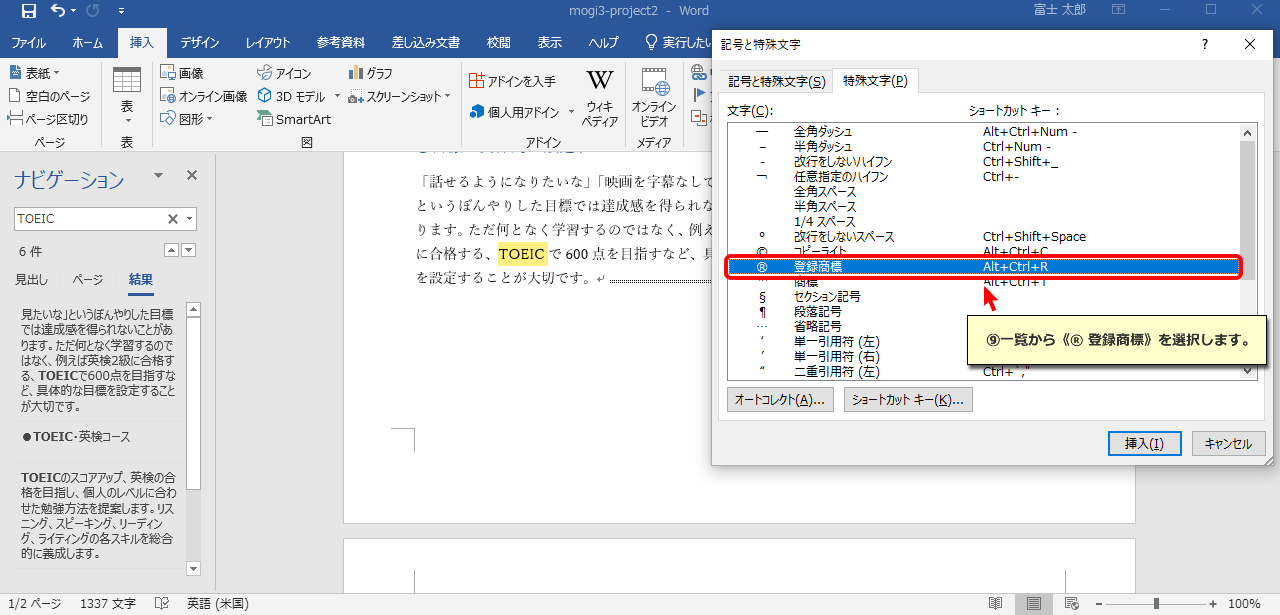 mogi3-project2 - Word
富士 太郎
ファイル ホーム 挿入 デザイン レイアウト 参考資料 差し込み文書 校閲 表示 ヘルプ 実行したい
表紙
空白のページ
ページ区切り
ページ
表
表
画像
オンライン画像
図形
アイコン
3D モデル
SmartArt
グラフ
スクリーンショット
図
アドインを入手
個人用アドイン
ウィキ
ペディア
アドイン
オンライン
ビデオ
メディア
ナビゲーション
TOEIC
6 件
見出し ページ 結果
見たいな」というぼんやりした目標
では達成感を得られないことがあ
ります。ただ何となく学習するので
はなく、例えば英検2級に合格す
る、TOEICで600点を目指すな
ど、具体的な目標を設定すること
が大切です。
●TOEIC・英検コース
TOEICのスコアアップ、英検の合
格を目指し、個人のレベルに合わ
せた勉強方法を提案します。リス
ニング、スピーキング、リーディン
グ、ライティングの各スキルを総合
的に養成します。
「話せるようになりたいな」「映画を字幕なしで
というぼんやりした目標では達成感を得られな
ります。ただ何となく学習するのではなく、例え
に合格する、TOEIC で 600 点を目指すなど、具
を設定することが大切です。↵
記号と特殊文字
? ×
記号と特殊文字(S) 特殊文字(P)
文字(C): ショートカット キー：
— 全角ダッシュ Alt+Ctrl+Num -
– 半角ダッシュ Ctrl+Num -
- 改行をしないハイフン Ctrl+Shift+_
¬ 任意指定のハイフン Ctrl+-
全角スペース
半角スペース
1/4 スペース
° 改行をしないスペース Ctrl+Shift+Space
© コピーライト Alt+Ctrl+C
® 登録商標 Alt+Ctrl+R
商標 Alt+Ctrl+T
§ セクション記号
¶ 段落記号
… 省略記号
‘ 単一引用符 (左)
’ 単一引用符 (右)
“ 二重引用符 (左) Ctrl+`,"
⑨一覧から《® 登録商標》を選択します。
オートコレクト(A)... ショートカット キー(K)...
挿入(I) キャンセル
1/2 ページ 1337 文字 英語 (米国) 100%